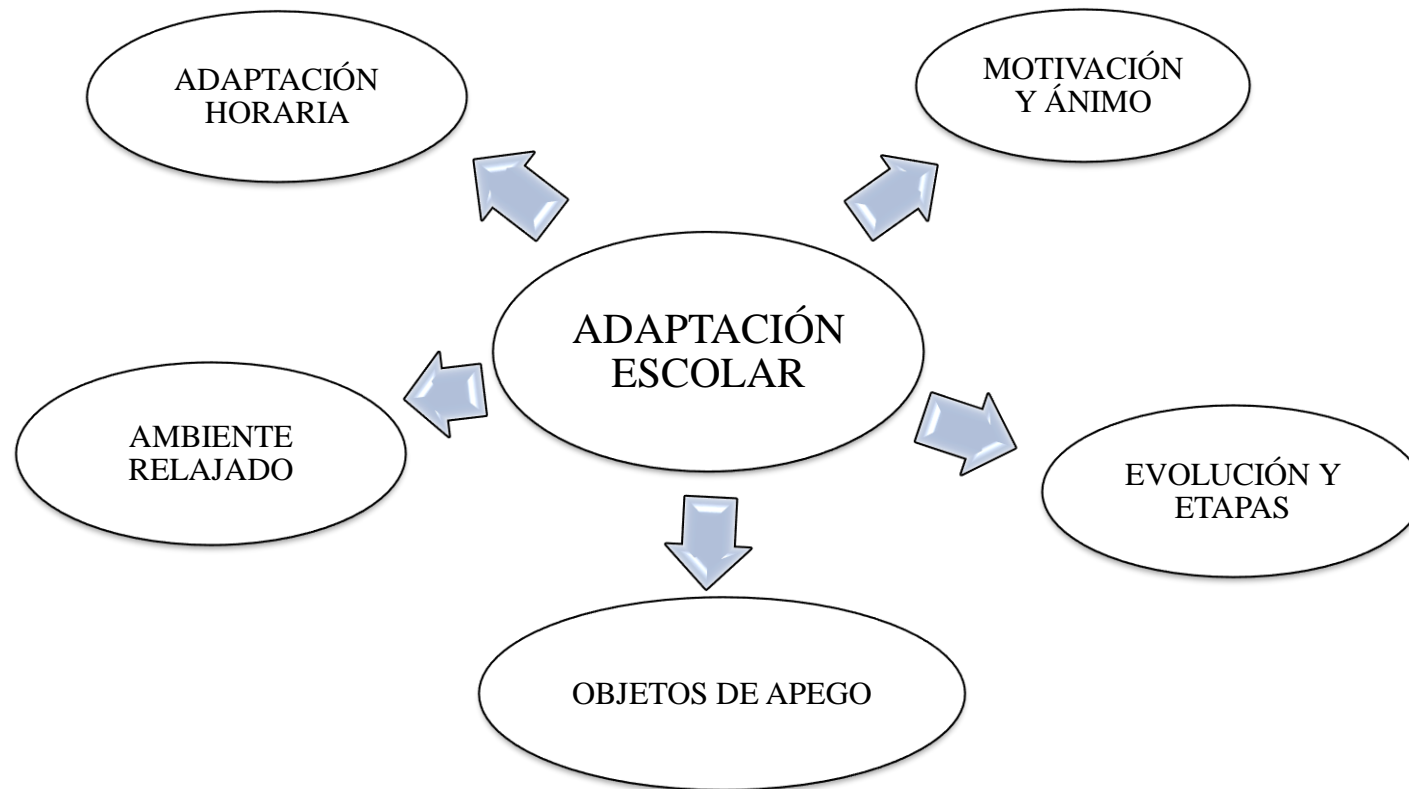 ADAPTACIÓN
HORARIA
MOTIVACIÓN
Y ÁNIMO
ADAPTACIÓN
ESCOLAR
AMBIENTE
RELAJADO
EVOLUCIÓN Y
ETAPAS
OBJETOS DE APEGO